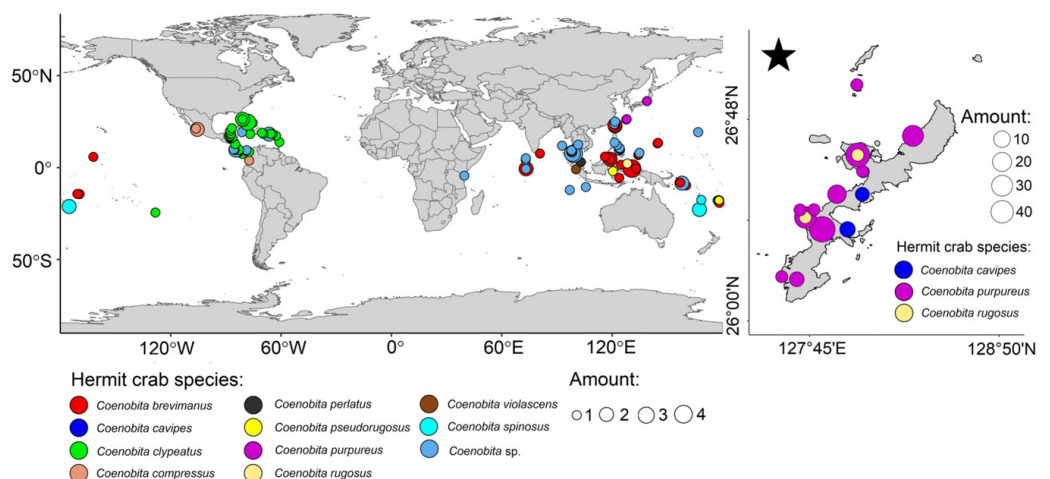 50°N
0°
50°S
120°W
60°W
0°
60°E
120°E
26°48'N
26°00'N
127°45'E
128°50'N
Amount:
10
20
30
40
Hermit crab species:
Coenobita cavipes
Coenobita purpureus
Coenobita rugosus
Hermit crab species:
Coenobita brevimanus
Coenobita cavipes
Coenobita clypeatus
Coenobita compressus
Coenobita perlatus
Coenobita pseudorugosus
Coenobita purpureus
Coenobita rugosus
Coenobita violascens
Coenobita spinosus
Coenobita sp.
Amount:
1 2 3 4